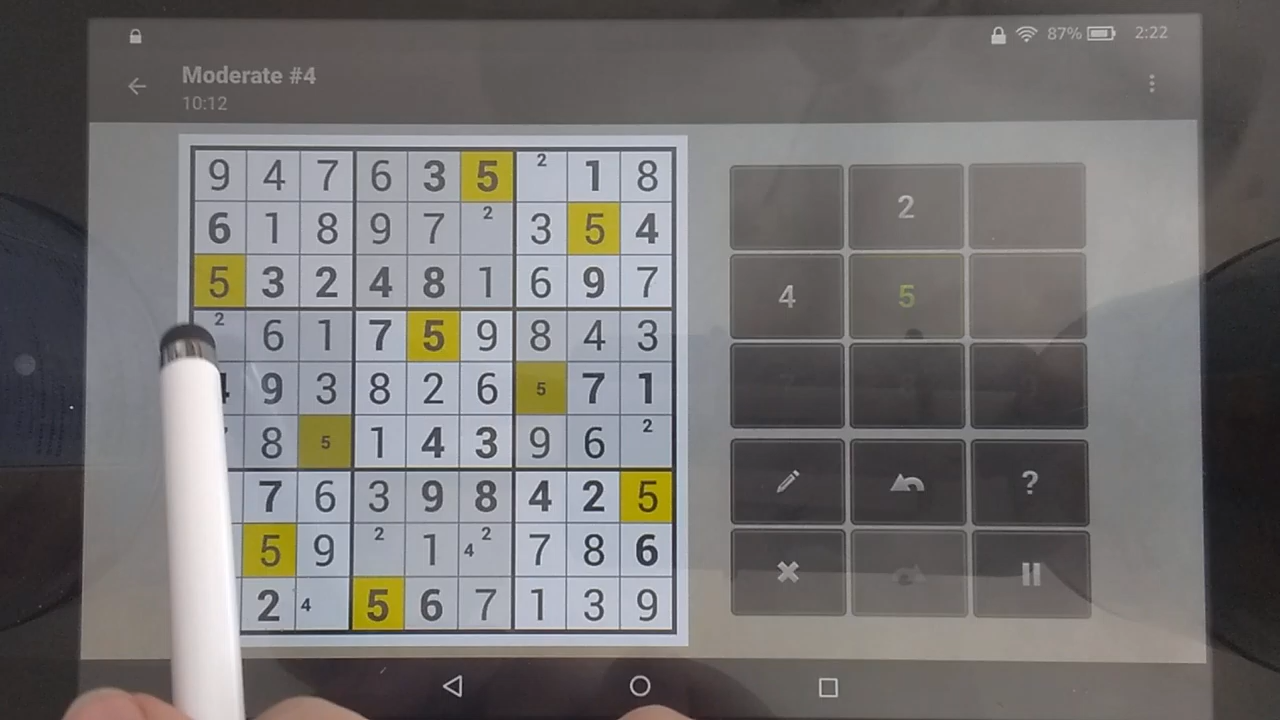 87% 2:22
Moderate #4
10:12
9 4 7 6 3 5 2 1 8
6 1 8 9 7 2 3 5 4
5 3 2 4 8 1 6 9 7
2 6 1 7 5 9 8 4 3
4 9 3 8 2 6 5 7 1
8 5 1 4 3 9 6 2
7 6 3 9 8 4 2 5
5 9 2 1 4 2 7 8 6
2 4 5 6 7 1 3 9
2
4 5
?